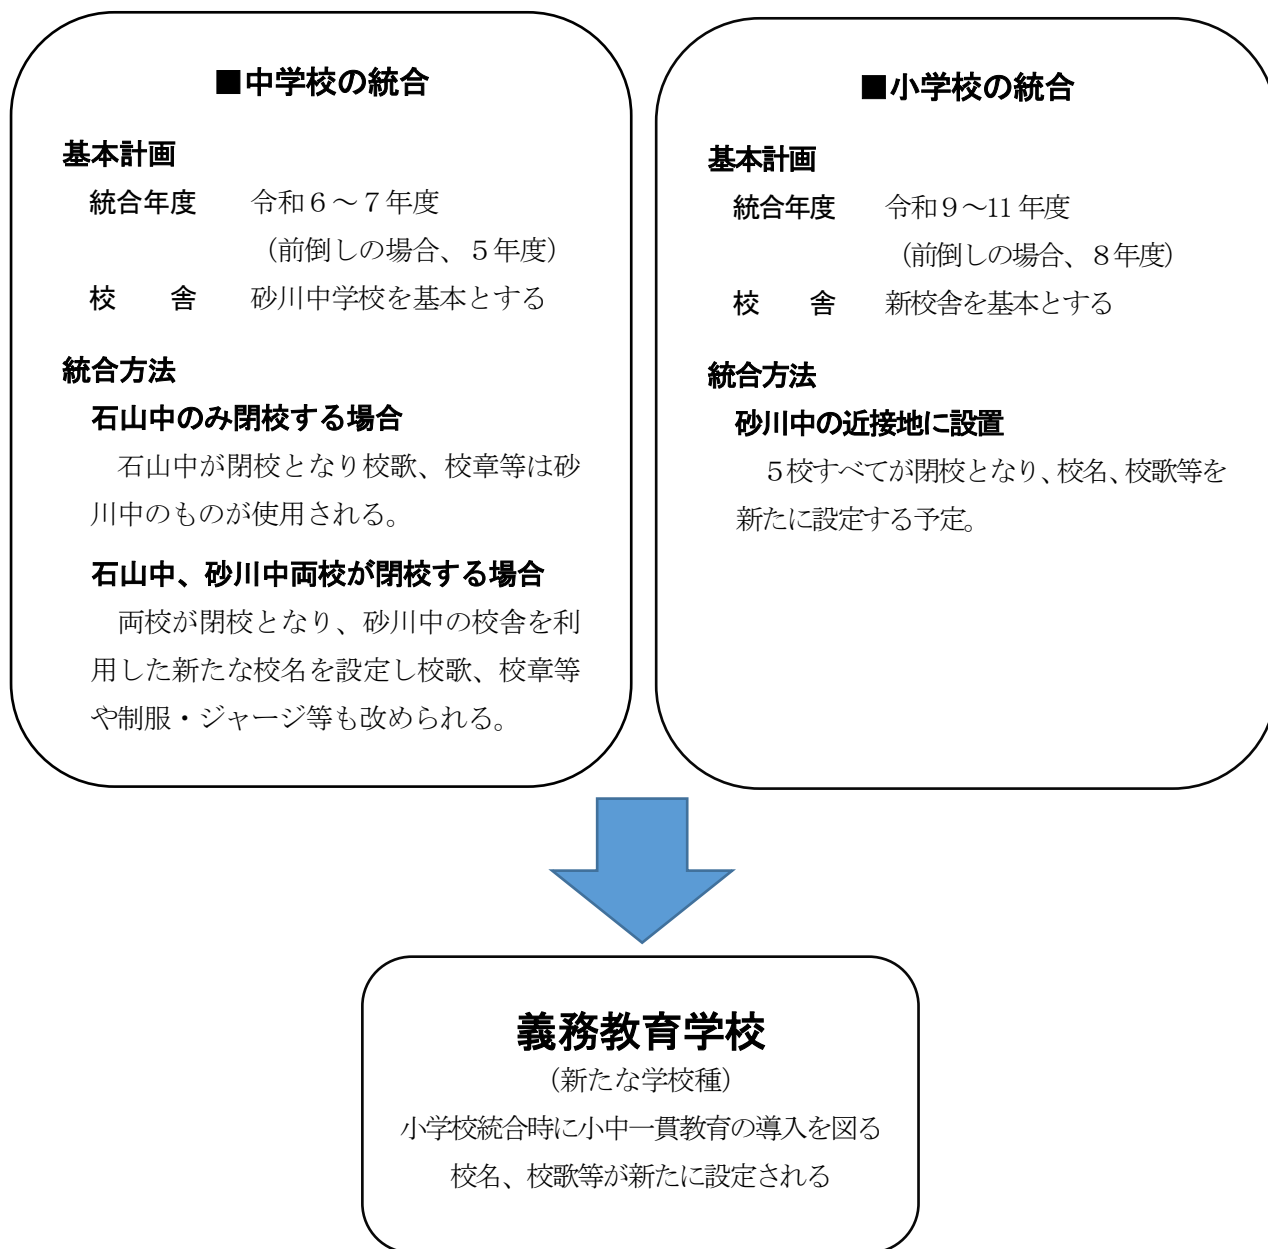 ■中学校の統合
基本計画
統合年度　令和６～７年度
（前倒しの場合、５年度）
校　　舎　砂川中学校を基本とする
統合方法
石山中のみ閉校する場合
石山中が閉校となり校歌、校章等は砂
川中のものが使用される。
石山中、砂川中両校が閉校する場合
両校が閉校となり、砂川中の校舎を利
用した新たな校名を設定し校歌、校章等
や制服・ジャージ等も改められる。
■小学校の統合
基本計画
統合年度　令和９～11 年度
（前倒しの場合、８年度）
校　　舎　新校舎を基本とする
統合方法
砂川中の近接地に設置
５校すべてが閉校となり、校名、校歌等を
新たに設定する予定。
義務教育学校
（新たな学校種）
小学校統合時に小中一貫教育の導入を図る
校名、校歌等が新たに設定される